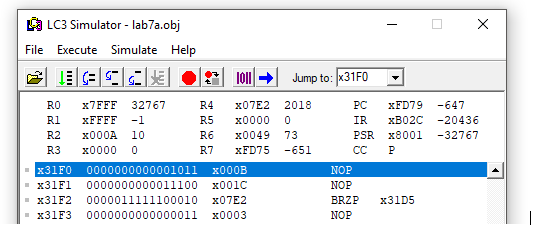 LC3 Simulator - lab7a.obj
File Execute Simulate Help
Jump to: x31F0
R0 x7FFF 32767 R4 x07E2 2018 PC xFD79 -647
R1 xFFFF -1 R5 x0000 0 IR xB02C -20436
R2 x000A 10 R6 x0049 73 PSR x8001 -32767
R3 x0000 0 R7 xFD75 -651 CC P
x31F0 0000000000001011 x000B NOP
x31F1 0000000000011100 x001C NOP
x31F2 0000011111100010 x07E2 BRZP x31D5
x31F3 0000000000000011 x0003 NOP